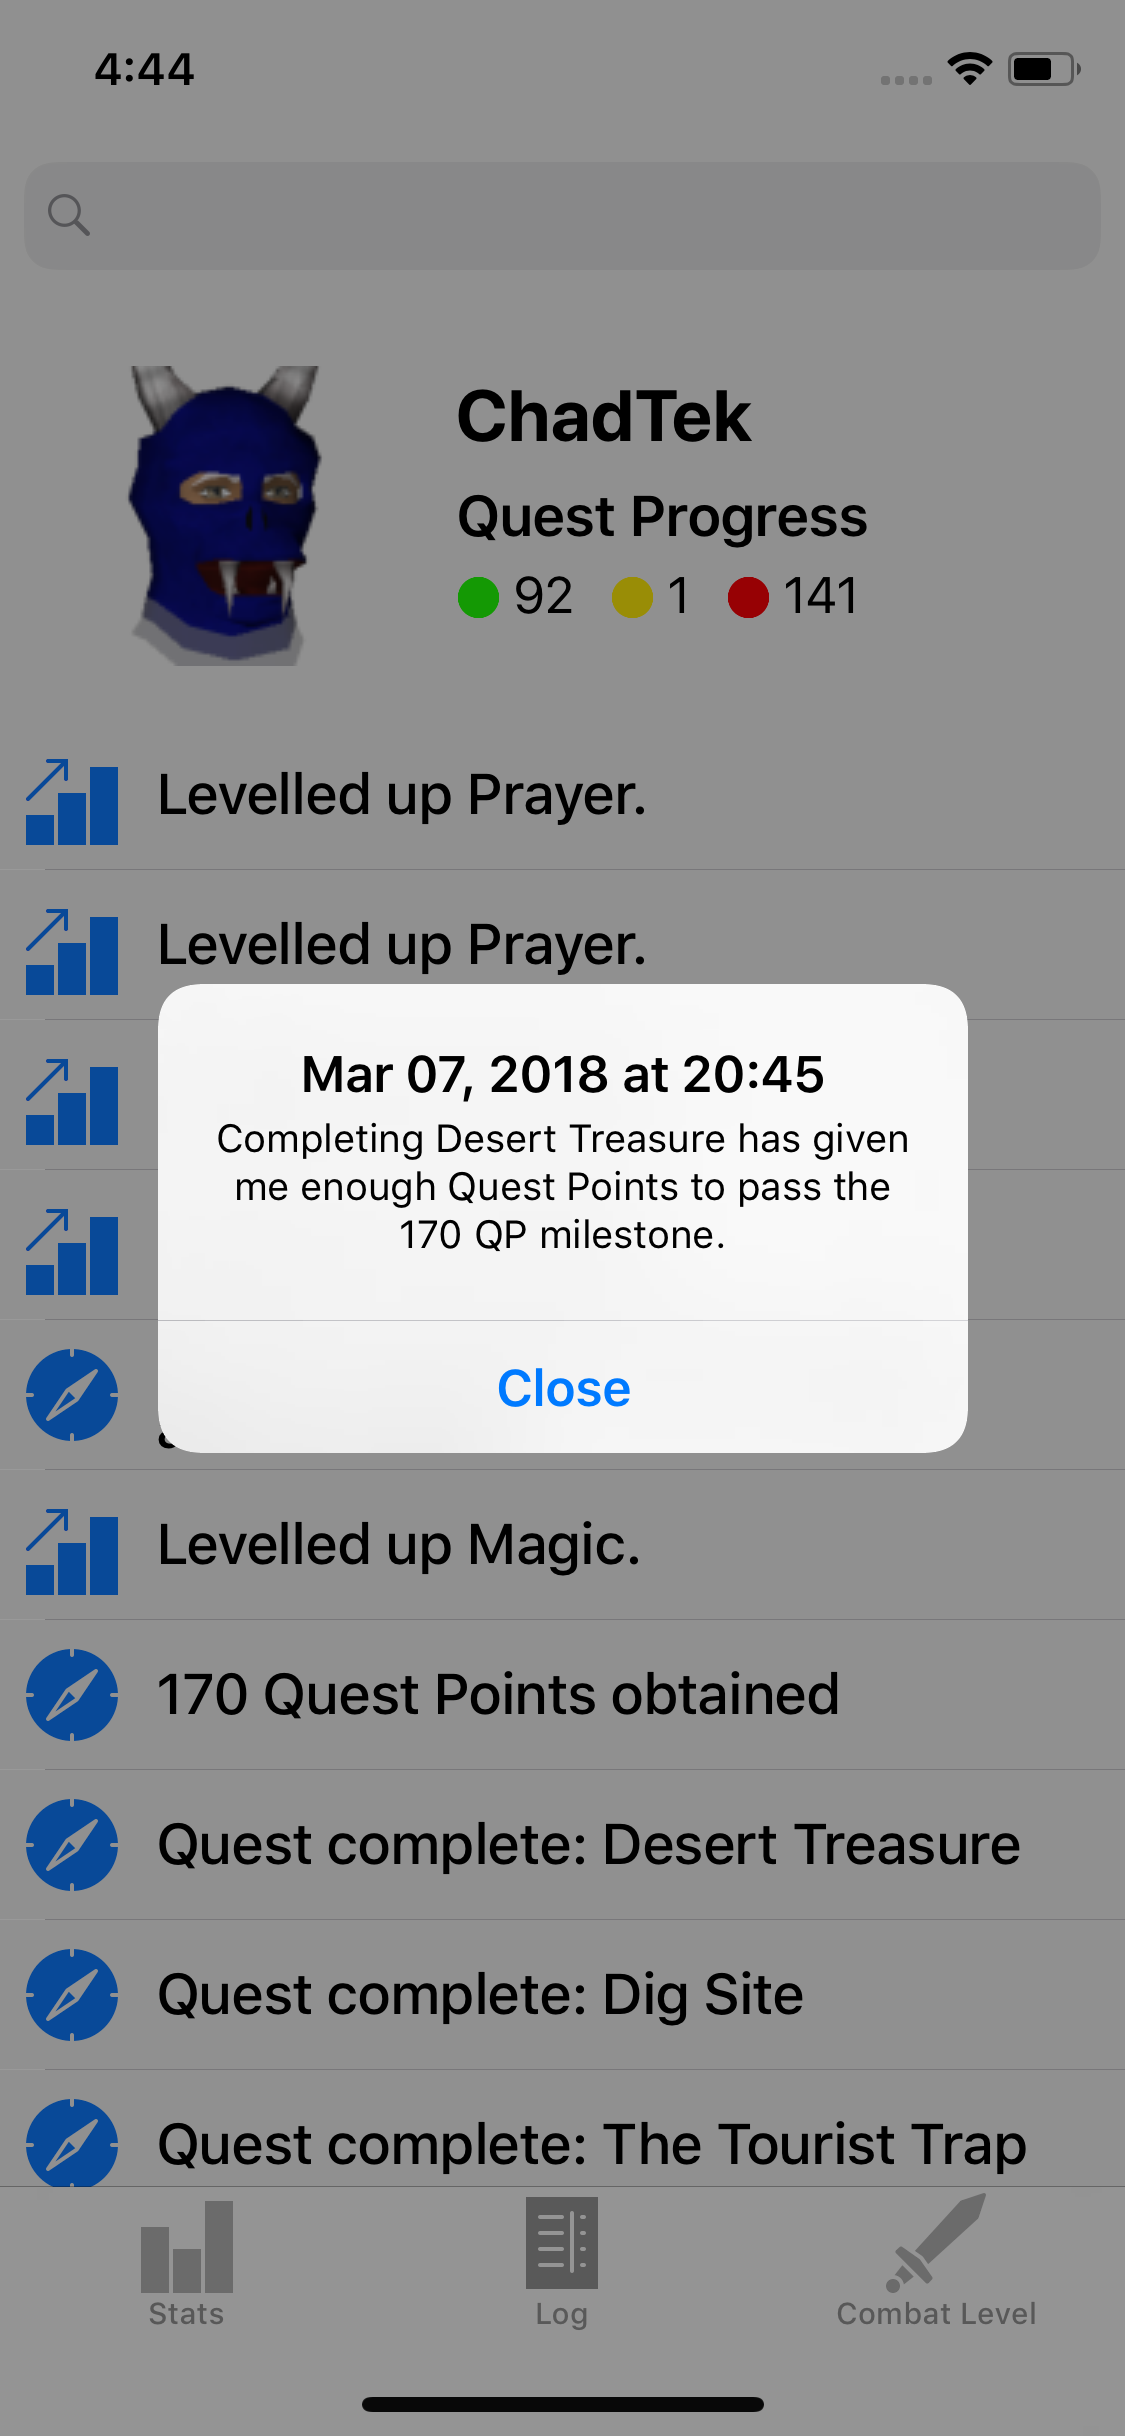 4:44
ChadTek
Quest Progress
92 1 141
Levelled up Prayer.
Levelled up Prayer.
Mar 07, 2018 at 20:45
Completing Desert Treasure has given
me enough Quest Points to pass the
170 QP milestone.
Close
Levelled up Magic.
170 Quest Points obtained
Quest complete: Desert Treasure
Quest complete: Dig Site
Quest complete: The Tourist Trap
Stats
Log
Combat Level